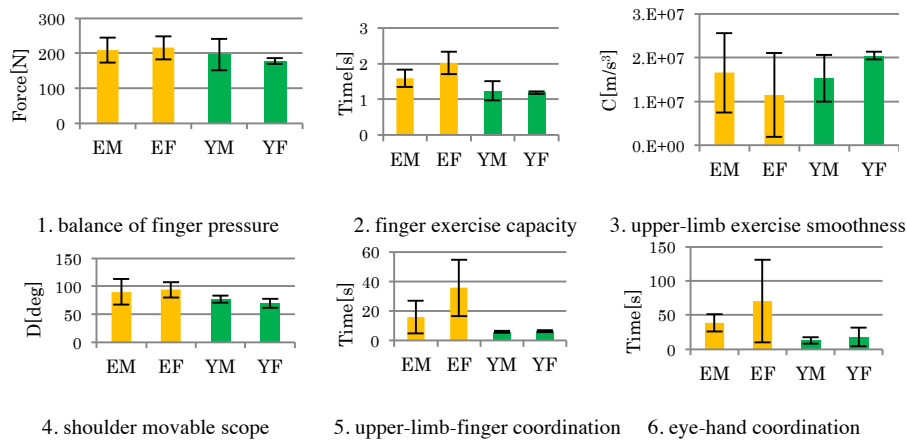 Force[N]
300
200
100
0
EM EF YM YF
1. balance of finger pressure
Time[s]
3
2
1
0
EM EF YM YF
2. finger exercise capacity
C[m/s³]
3.E+07
2.E+07
1.E+07
0.E+00
EM EF YM YF
3. upper-limb exercise smoothness
D[deg]
150
100
50
0
EM EF YM YF
4. shoulder movable scope
Time[s]
60
40
20
0
EM EF YM YF
5. upper-limb-finger coordination
Time[s]
150
100
50
0
EM EF YM YF
6. eye-hand coordination